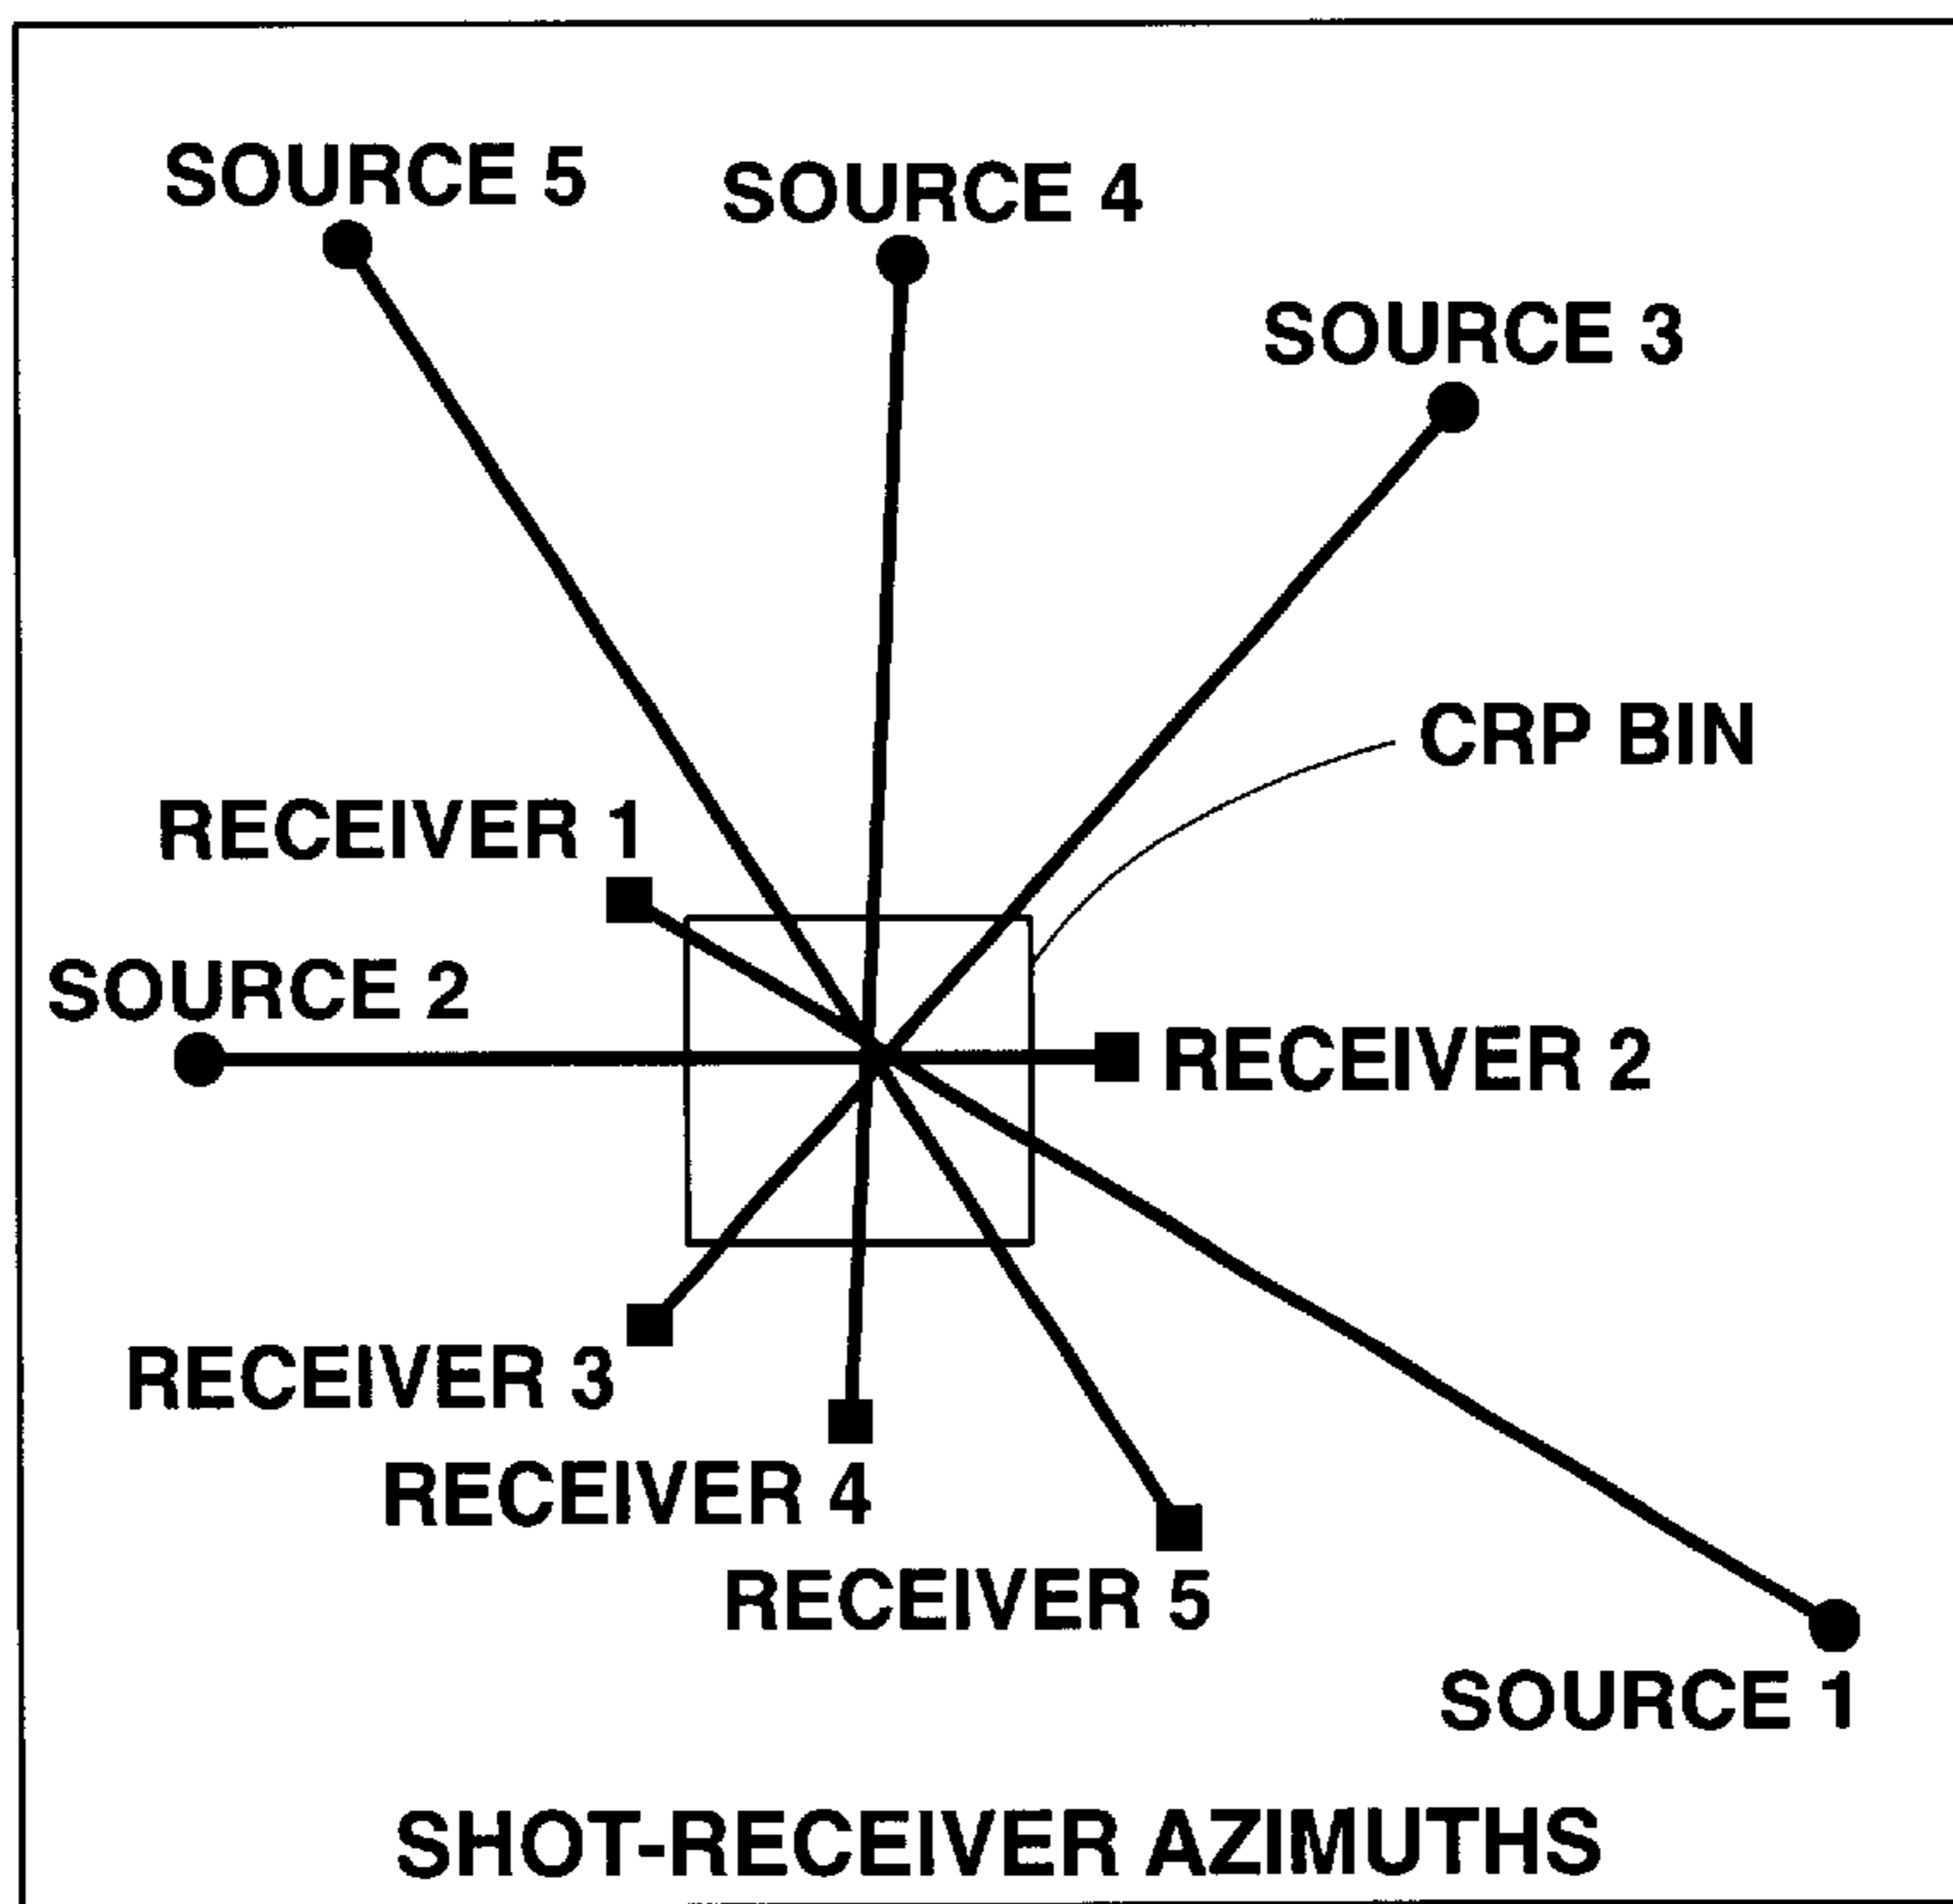 SOURCE 5
SOURCE 4
SOURCE 3
CRP BIN
RECEIVER 1
SOURCE 2
RECEIVER 2
RECEIVER 3
RECEIVER 4
RECEIVER 5
SOURCE 1
SHOT-RECEIVER AZIMUTHS